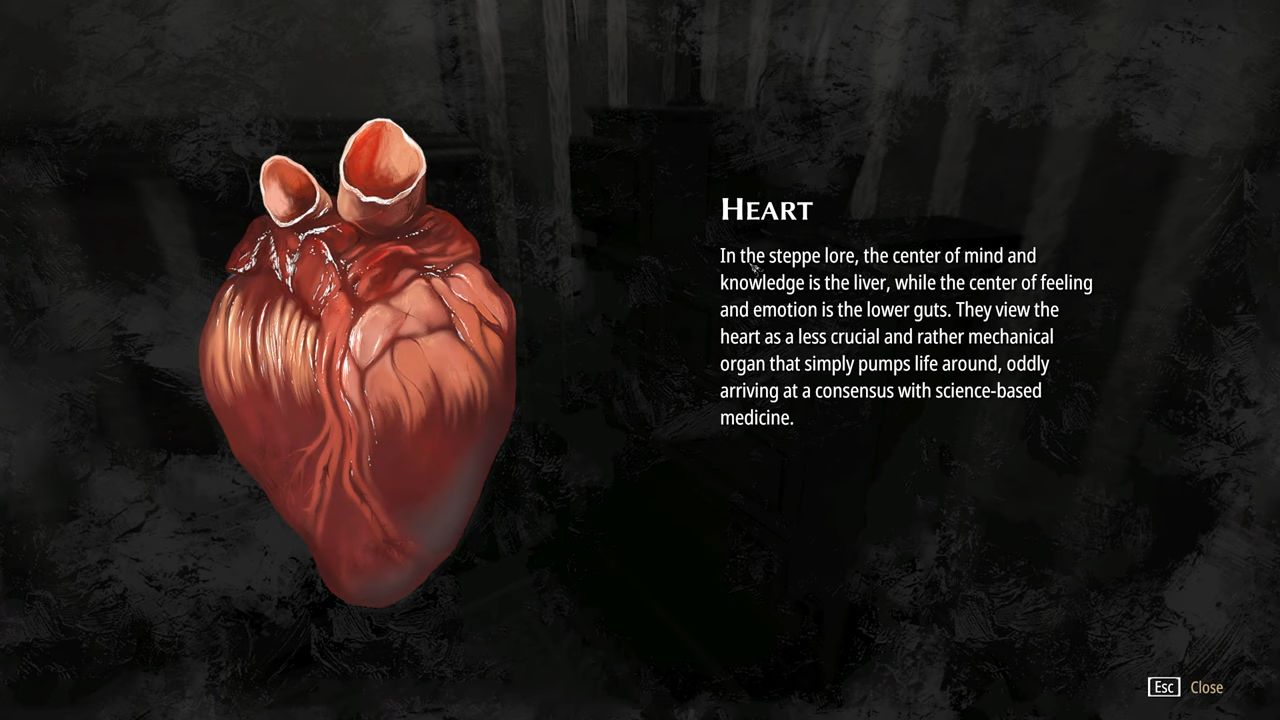 Heart
In the steppe lore, the center of mind and
knowledge is the liver, while the center of feeling
and emotion is the lower guts. They view the
heart as a less crucial and rather mechanical
organ that simply pumps life around, oddly
arriving at a consensus with science-based
medicine.
Esc Close